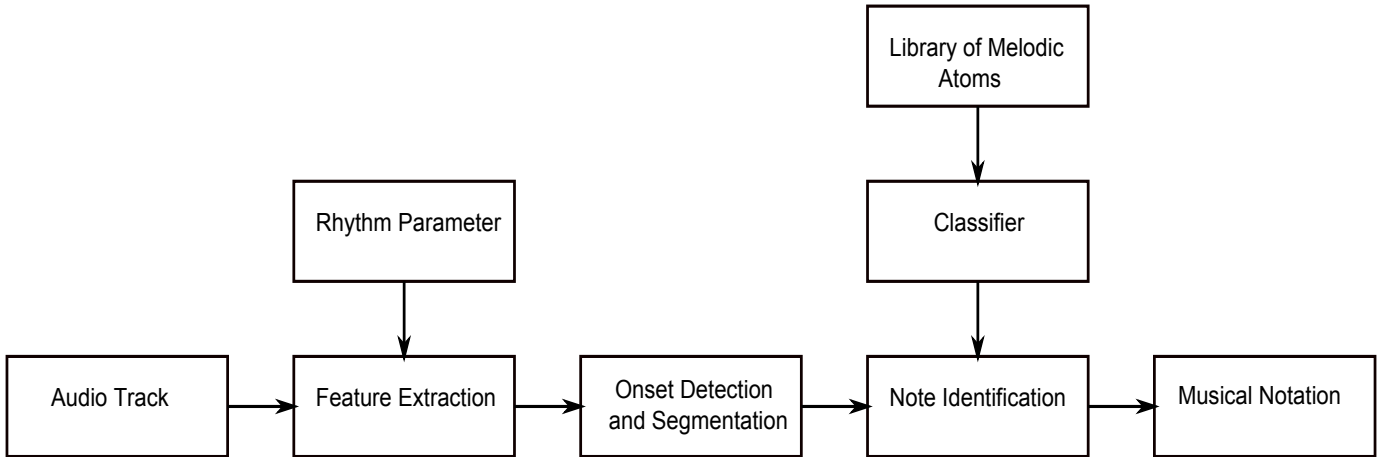 Library of Melodic
Atoms
Rhythm Parameter
Classifier
Audio Track
Feature Extraction
Onset Detection
and Segmentation
Note Identification
Musical Notation